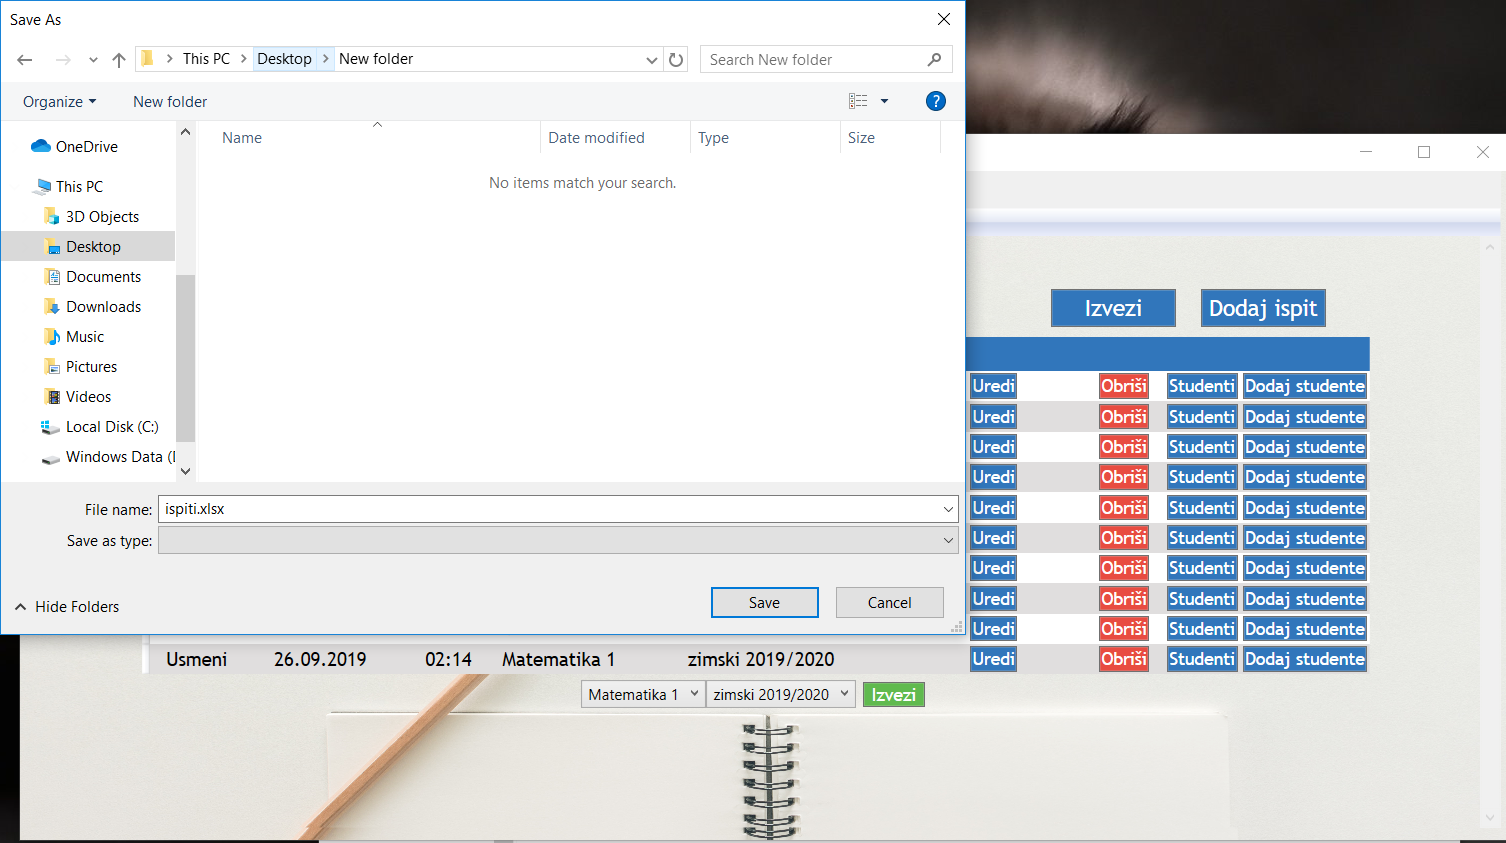 Save As
This PC Desktop New folder
Search New folder
Organize
New folder
?
OneDrive
This PC
3D Objects
Desktop
Documents
Downloads
Music
Pictures
Videos
Local Disk (C:)
Windows Data (
Name Date modified Type Size
No items match your search.
File name: ispiti.xlsx
Save as type:
Hide Folders
Save Cancel
Izvezi Dodaj ispit
Uredi Obriši Studenti Dodaj studente
Uredi Obriši Studenti Dodaj studente
Uredi Obriši Studenti Dodaj studente
Uredi Obriši Studenti Dodaj studente
Uredi Obriši Studenti Dodaj studente
Uredi Obriši Studenti Dodaj studente
Uredi Obriši Studenti Dodaj studente
Uredi Obriši Studenti Dodaj studente
Uredi Obriši Studenti Dodaj studente
Usmeni 26.09.2019 02:14 Matematika 1 zimski 2019/2020 Uredi Obriši Studenti Dodaj studente
Matematika 1 zimski 2019/2020 Izvezi